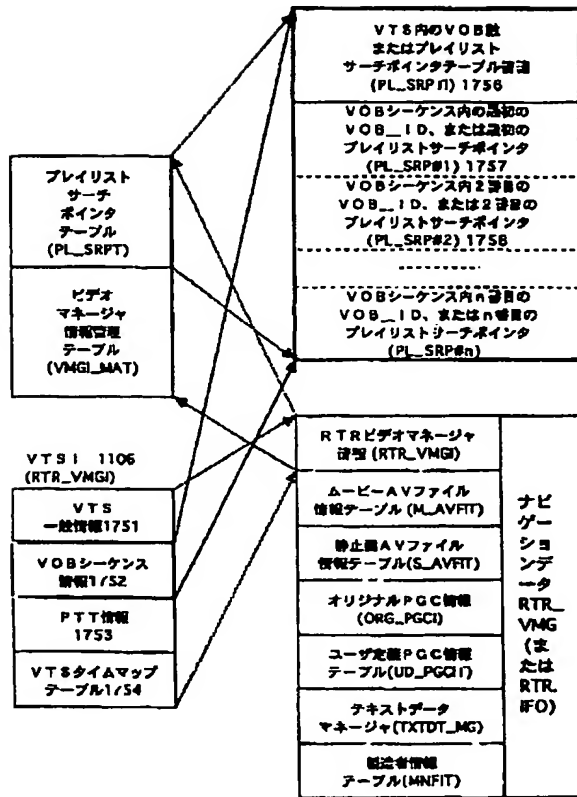 VTS内のVOB数
またはプレイリスト
サーチポインタテーブル情報
(PL_SRPTI) 1756
VOBシーケンス内の最初の
VOB__ID、または最初の
プレイリストサーチポインタ
(PL_SRP#1) 1757
VOBシーケンス内2番目の
VOB__ID、または2番目の
プレイリストサーチポインタ
(PL_SRP#2) 1758
VOBシーケンス内n番目の
VOB__ID、またはn番目の
プレイリストサーチポインタ
(PL_SRP#n)
プレイリスト
サーチ
ポインタ
テーブル
(PL_SRPT)
ビデオ
マネージャ
情報管理
テーブル
(VMGI_MAT)
VTSI 1106
(RTR_VMGI)
VTS
一般情報1751
VOBシーケンス
情報1752
PTT情報
1753
VTSタイムマップ
テーブル1754
RTRビデオマネージャ
情報 (RTR_VMGI)
ムービーAVファイル
情報テーブル(M_AVFIT)
静止画AVファイル
情報テーブル(S_AVFIT)
オリジナルPGC情報
(ORG_PGCI)
ユーザ定義PGC情報
テーブル(UD_PGCIT)
テキストデータ
マネージャ(TXTDT_MG)
製造者情報
テーブル(MNFIT)
ナビゲーションデータ
RTR_
VMG
(または
RTR.
IFO)